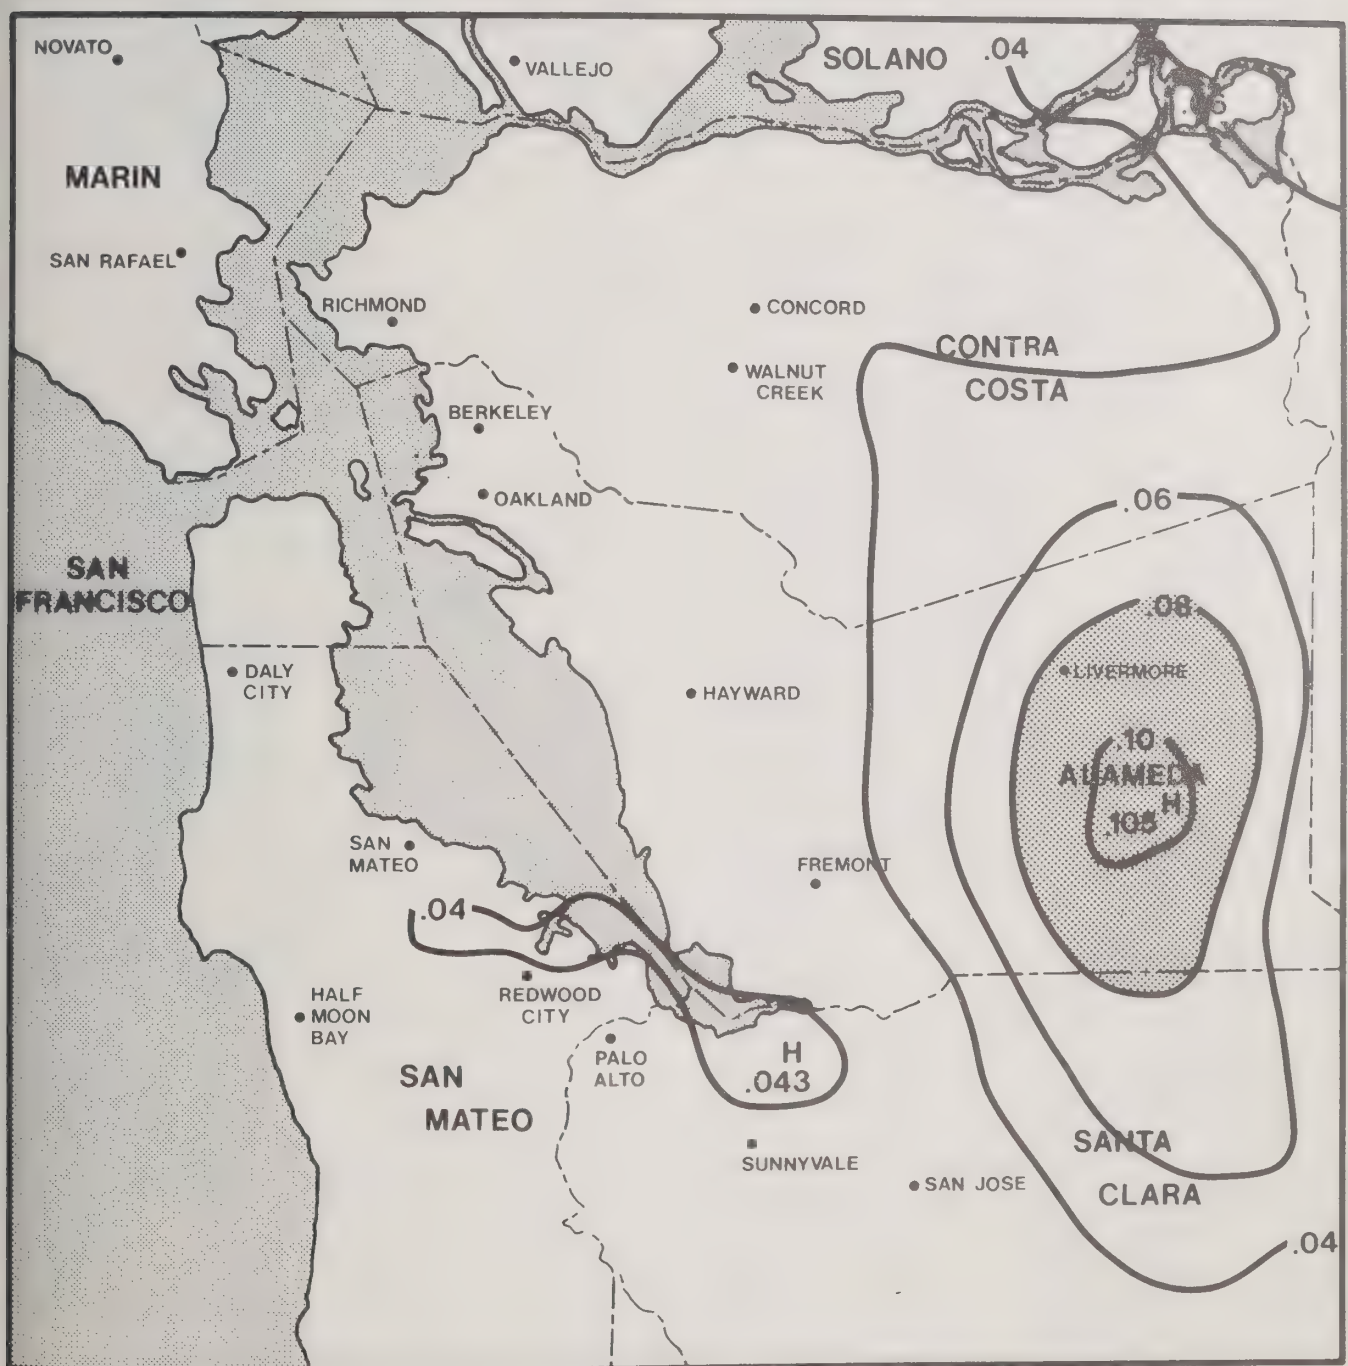 NOVATO
VALLEJO
SOLANO
.04
MARIN
SAN RAFAEL
RICHMOND
CONCORD
CONTRA
COSTA
WALNUT
CREEK
BERKELEY
OAKLAND
.06
SAN
FRANCISCO
.08
LIVERMORE
DALY
CITY
HAYWARD
.10
ALAMEDA
H
.105
SAN
MATEO
FREMONT
.04
REDWOOD
CITY
HALF
MOON
BAY
PALO
ALTO
H
.043
SAN
MATEO
SUNNYVALE
SANTA
CLARA
SAN JOSE
.04